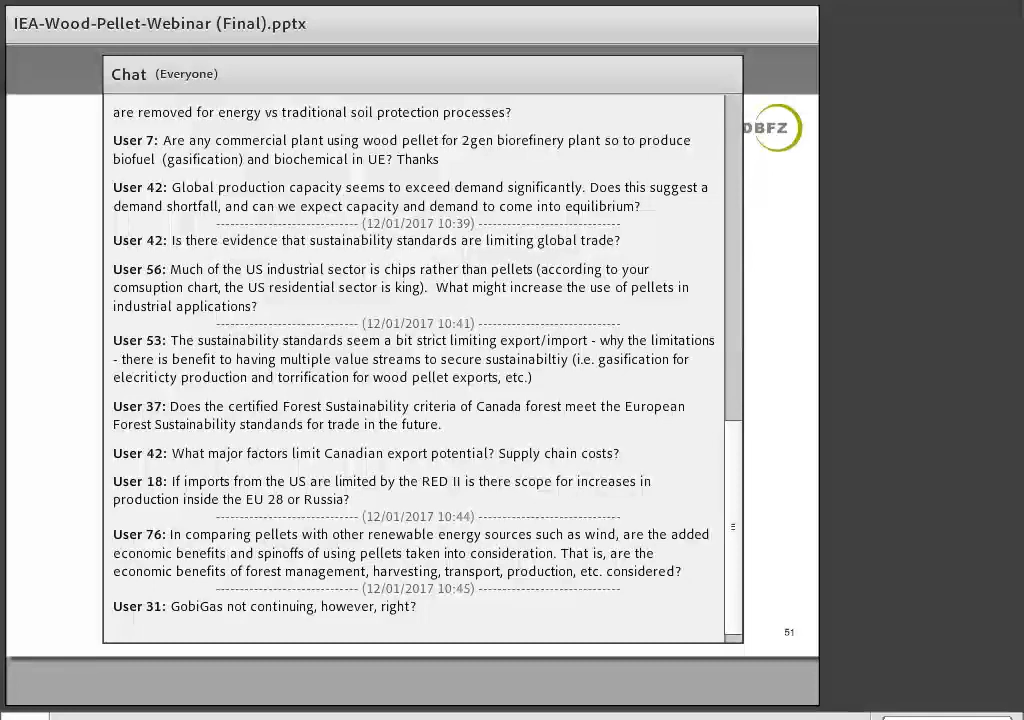 IEA-Wood-Pellet-Webinar (Final).pptx
Chat (Everyone)
are removed for energy vs traditional soil protection processes?
DBFZ
User 7: Are any commercial plant using wood pellet for 2gen biorefinery plant so to produce
biofuel (gasification) and biochemical in UE? Thanks
User 42: Global production capacity seems to exceed demand significantly. Does this suggest a
demand shortfall, and can we expect capacity and demand to come into equilibrium?
---------------------------- (12/01/2017 10:39) ----------------------------
User 42: Is there evidence that sustainability standards are limiting global trade?
User 56: Much of the US industrial sector is chips rather than pellets (according to your
comsuption chart, the US residential sector is king). What might increase the use of pellets in
industrial applications?
---------------------------- (12/01/2017 10:41) ----------------------------
User 53: The sustainability standards seem a bit strict limiting export/import - why the limitations
- there is benefit to having multiple value streams to secure sustainabiltiy (i.e. gasification for
elecriticty production and torrification for wood pellet exports, etc.)
User 37: Does the certified Forest Sustainability criteria of Canada forest meet the European
Forest Sustainability standards for trade in the future.
User 42: What major factors limit Canadian export potential? Supply chain costs?
User 18: If imports from the US are limited by the RED II is there scope for increases in
production inside the EU 28 or Russia?
---------------------------- (12/01/2017 10:44) ----------------------------
User 76: In comparing pellets with other renewable energy sources such as wind, are the added
economic benefits and spinoffs of using pellets taken into consideration. That is, are the
economic benefits of forest management, harvesting, transport, production, etc. considered?
---------------------------- (12/01/2017 10:45) ----------------------------
User 31: GobiGas not continuing, however, right?
51